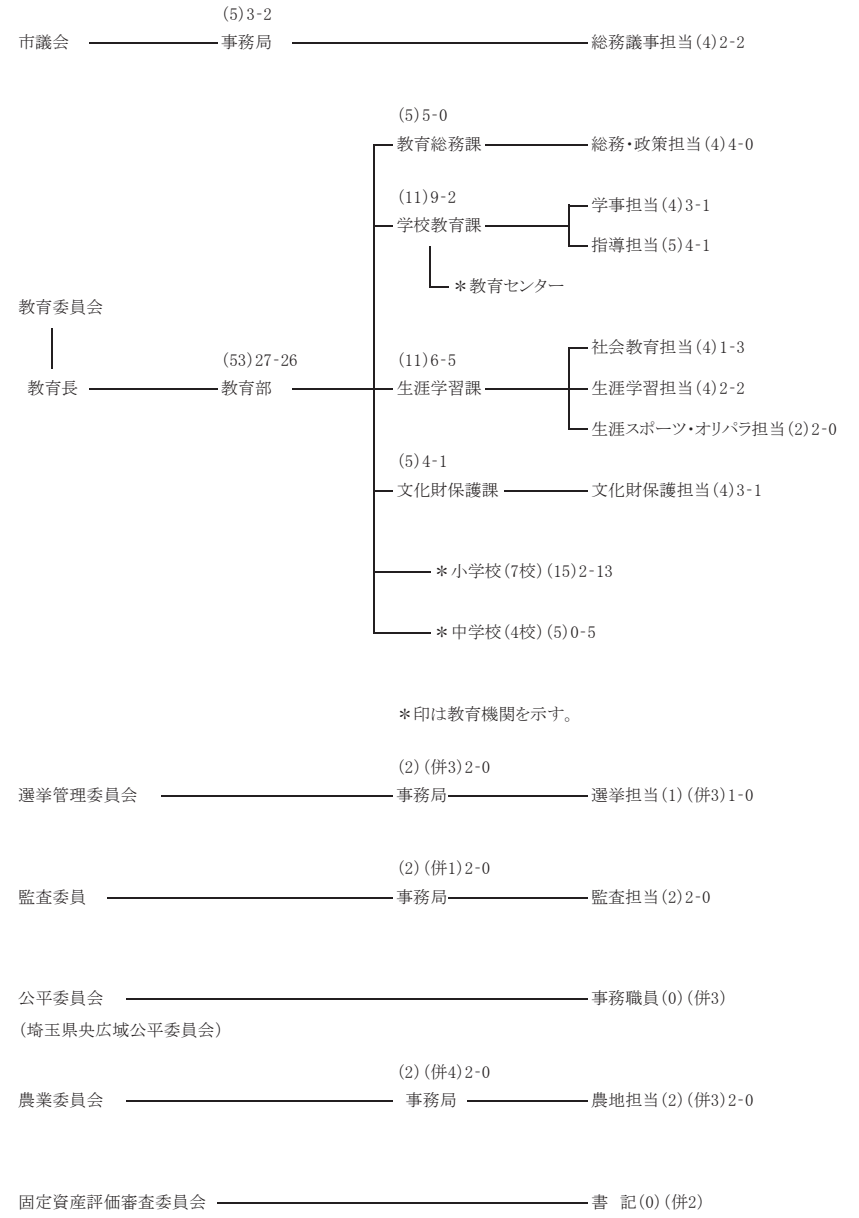 (5)3-2
市議会 事務局 総務議事担当(4)2-2
(5)5-0
教育総務課 総務・政策担当(4)4-0
(11)9-2
学事担当(4)3-1
学校教育課
指導担当(5)4-1
＊教育センター
教育委員会
社会教育担当(4)1-3
(53)27-26 (11)6-5
教育長 教育部 生涯学習課 生涯学習担当(4)2-2
生涯スポーツ・オリパラ担当(2)2-0
(5)4-1
文化財保護課 文化財保護担当(4)3-1
＊小学校(7校)(15)2-13
＊中学校(4校)(5)0-5
＊印は教育機関を示す。
(2)(併3)2-0
選挙管理委員会 事務局 選挙担当(1)(併3)1-0
(2)(併1)2-0
監査委員 事務局 監査担当(2)2-0
公平委員会 事務職員(0)(併3)
(埼玉県央広域公平委員会)
(2)(併4)2-0
農業委員会 事務局 農地担当(2)(併3)2-0
固定資産評価審査委員会 書 記(0)(併2)